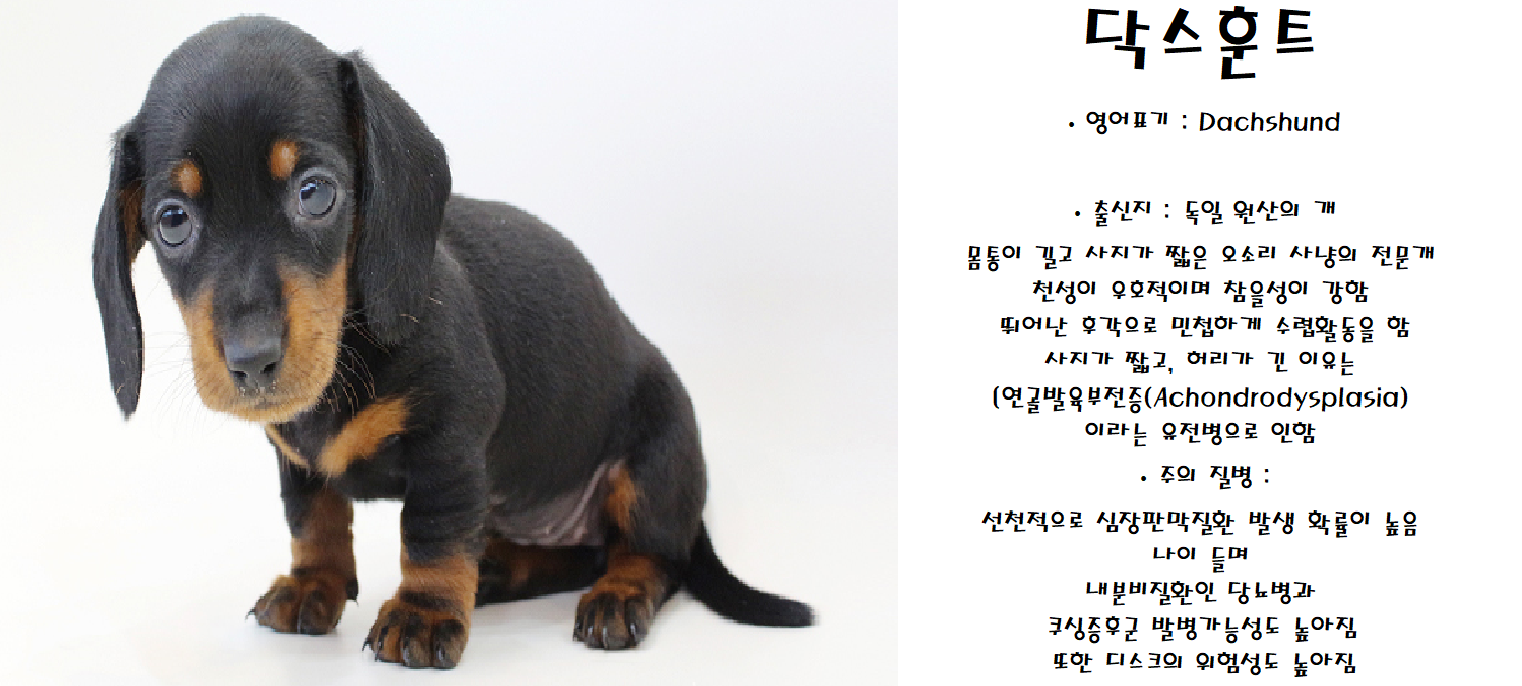 닥스훈트
• 영어표기 : Dachshund
• 출신지 : 독일 원산의 개
몸통이 길고 사지가 짧은 오소리 사냥의 전문개
천성이 우호적이며 참을성이 강함
뛰어난 후각으로 민첩하게 수렵활동을 함
사지가 짧고, 허리가 긴 이유는
(연골발육부전증(Achondrodysplasia)
이라는 유전병으로 인함
• 주의 질병 :
선천적으로 심장판막질환 발생 확률이 높음
나이 들며
내분비질환인 당뇨병과
쿠싱증후군 발병가능성도 높아짐
또한 디스크의 위험성도 높아짐